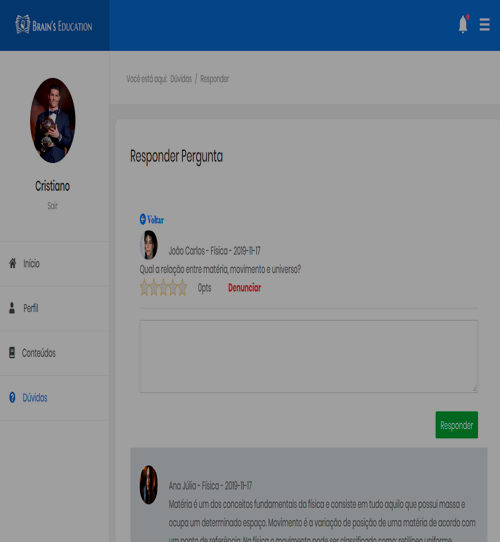 BRAIN'S EDUCATION
Você está aqui: Dúvidas / Responder
Cristiano
Sair
Início
Perfil
Conteúdos
Dúvidas
Responder Pergunta
Voltar
João Carlos - Física - 2019-11-17
Qual a relação entre matéria, movimento e universo?
0pts Denunciar
Responder
Ana Júlia - Física - 2019-11-17
Matéria é um dos conceitos fundamentais da física e consiste em tudo aquilo que possui massa e
ocupa um determinado espaço. Movimento é a variação de posição de uma matéria de acordo com
um ponto de referência. Na física o movimento pode ser classificado como: retilíneo uniforme,